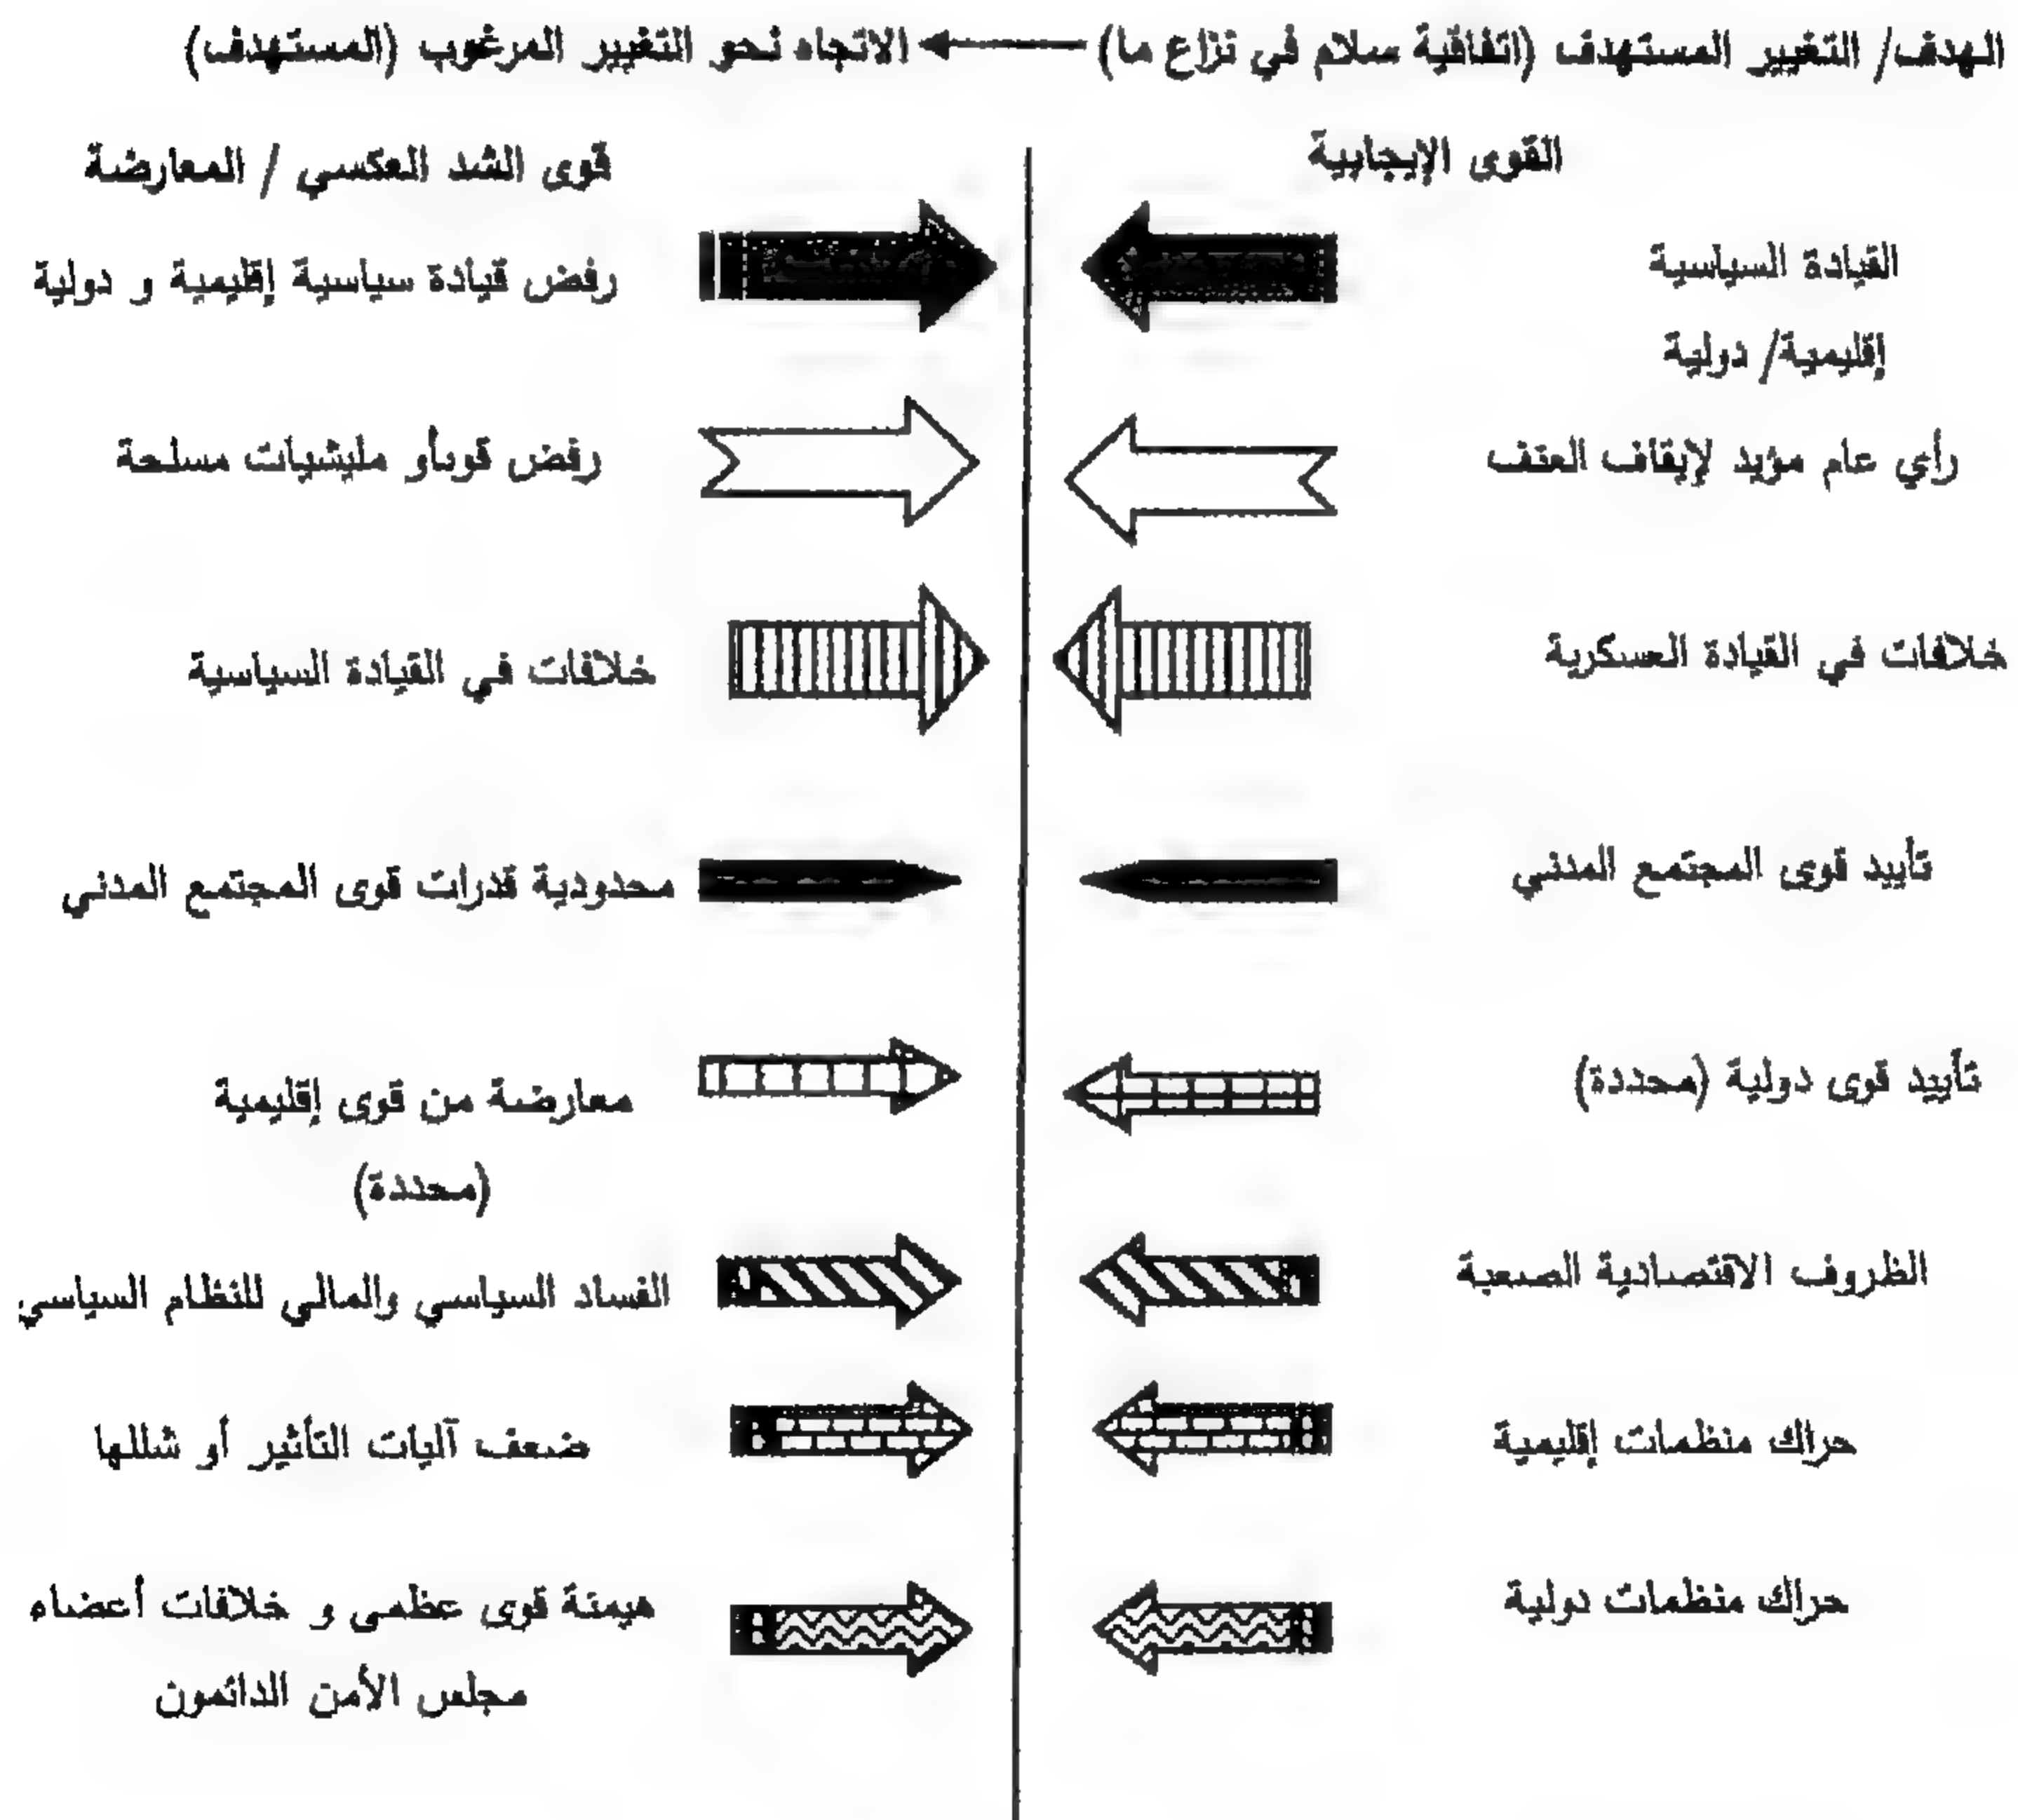 الهدف/ التغيير المستهدف (اتفاقية سلام في نزاع ما) الاتجاه نحو التغيير المرغوب (المستهدف)
القوى الإيجابية
قوى الشد العكسي / المعارضة
القيادة السياسية
إقليمية/ دولية
رفض قيادة سياسية إقليمية و دولية
رأي عام مؤيد لإيقاف العنف
رفض قوىأو مليشيات مسلحة
خلافات في القيادة العسكرية
خلافات في القيادة السياسية
تأييد قوى المجتمع المدني
محدودية قدرات قوى المجتمع المدني
تأييد قوى دولية (محددة)
معارضة من قوى إقليمية
(محددة)
الظروف الاقتصادية الصعبة
الفساد السياسي والمالي للنظام السياسي
حراك منظمات إقليمية
ضعف آليات التأثير أو شللها
حراك منظمات دولية
هيمنة قوى عظمى و خلافات أعضاء
مجلس الأمن الدائمون